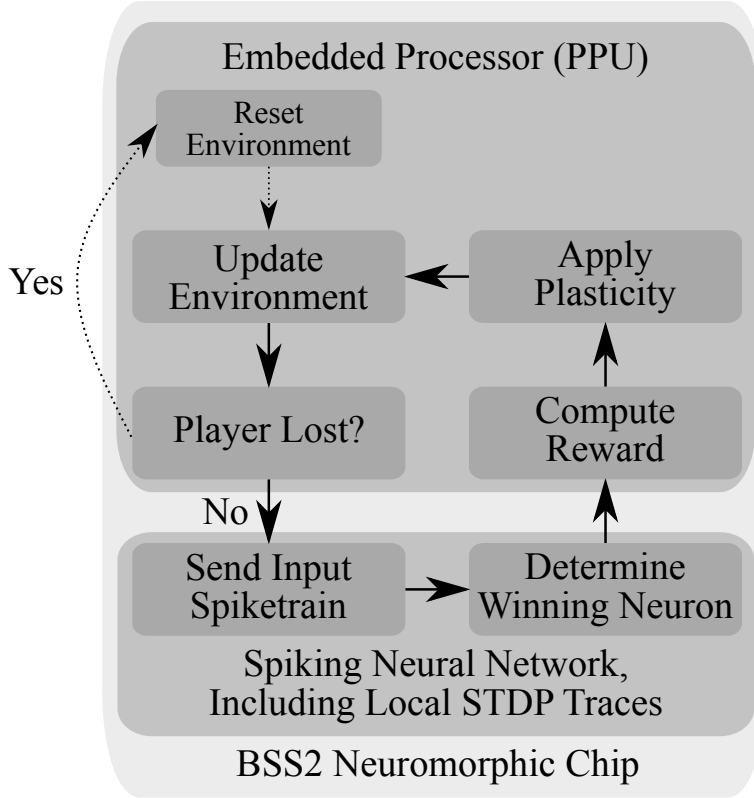 Embedded Processor (PPU)
Reset
Environment
Update
Environment
Apply
Plasticity
Yes
Player Lost?
Compute
Reward
No
Send Input
Spiketrain
Determine
Winning Neuron
Spiking Neural Network,
Including Local STDP Traces
BSS2 Neuromorphic Chip